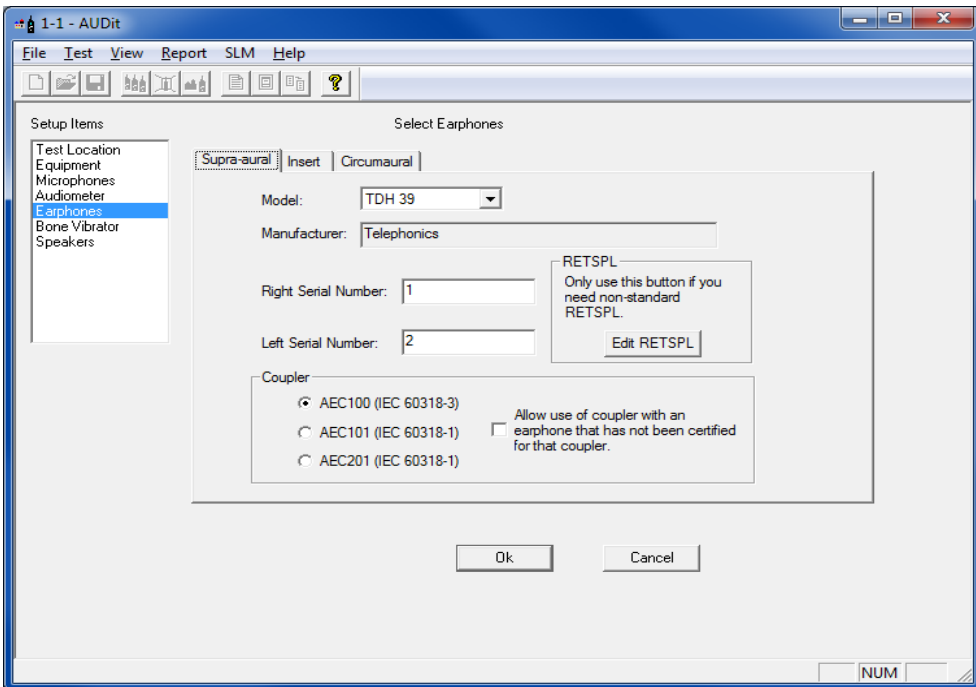 1-1 - AUDit
File Test View Report SLM Help
Setup Items
Select Earphones
Test Location
Equipment
Microphones
Audiometer
Earphones
Bone Vibrator
Speakers
Supra-aural Insert Circumaural
Model: TDH 39
Manufacturer: Telephonics
Right Serial Number: 1
Left Serial Number: 2
RETSPL
Only use this button if you
need non-standard
RETSPL.
Edit RETSPL
Coupler
AEC100 (IEC 60318-3)
AEC101 (IEC 60318-1)
AEC201 (IEC 60318-1)
Allow use of coupler with an
earphone that has not been certified
for that coupler.
Ok Cancel
NUM